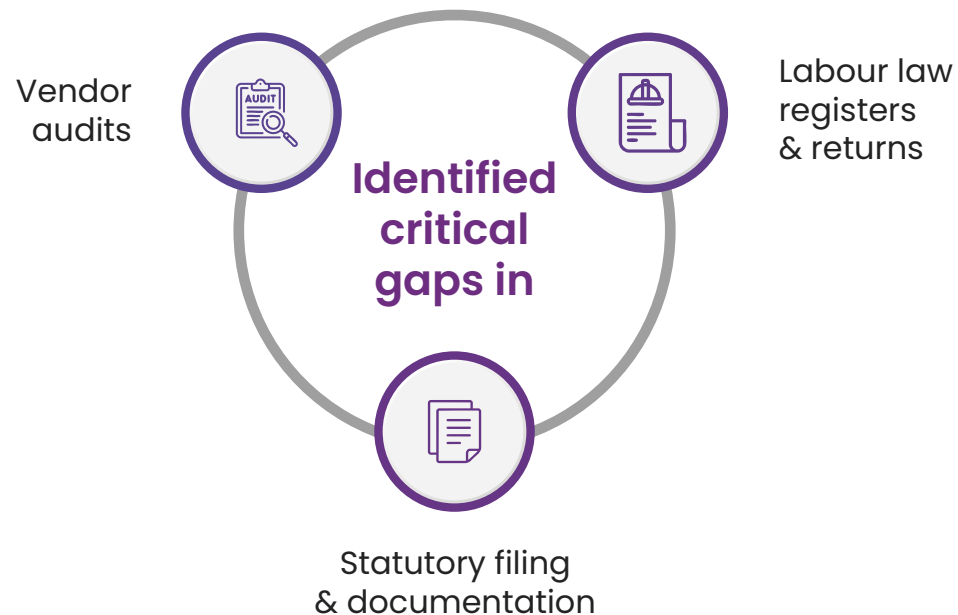 Vendor
audits
AUDIT
Labour law
registers
& returns
Identified
critical
gaps in
Statutory filing
& documentation